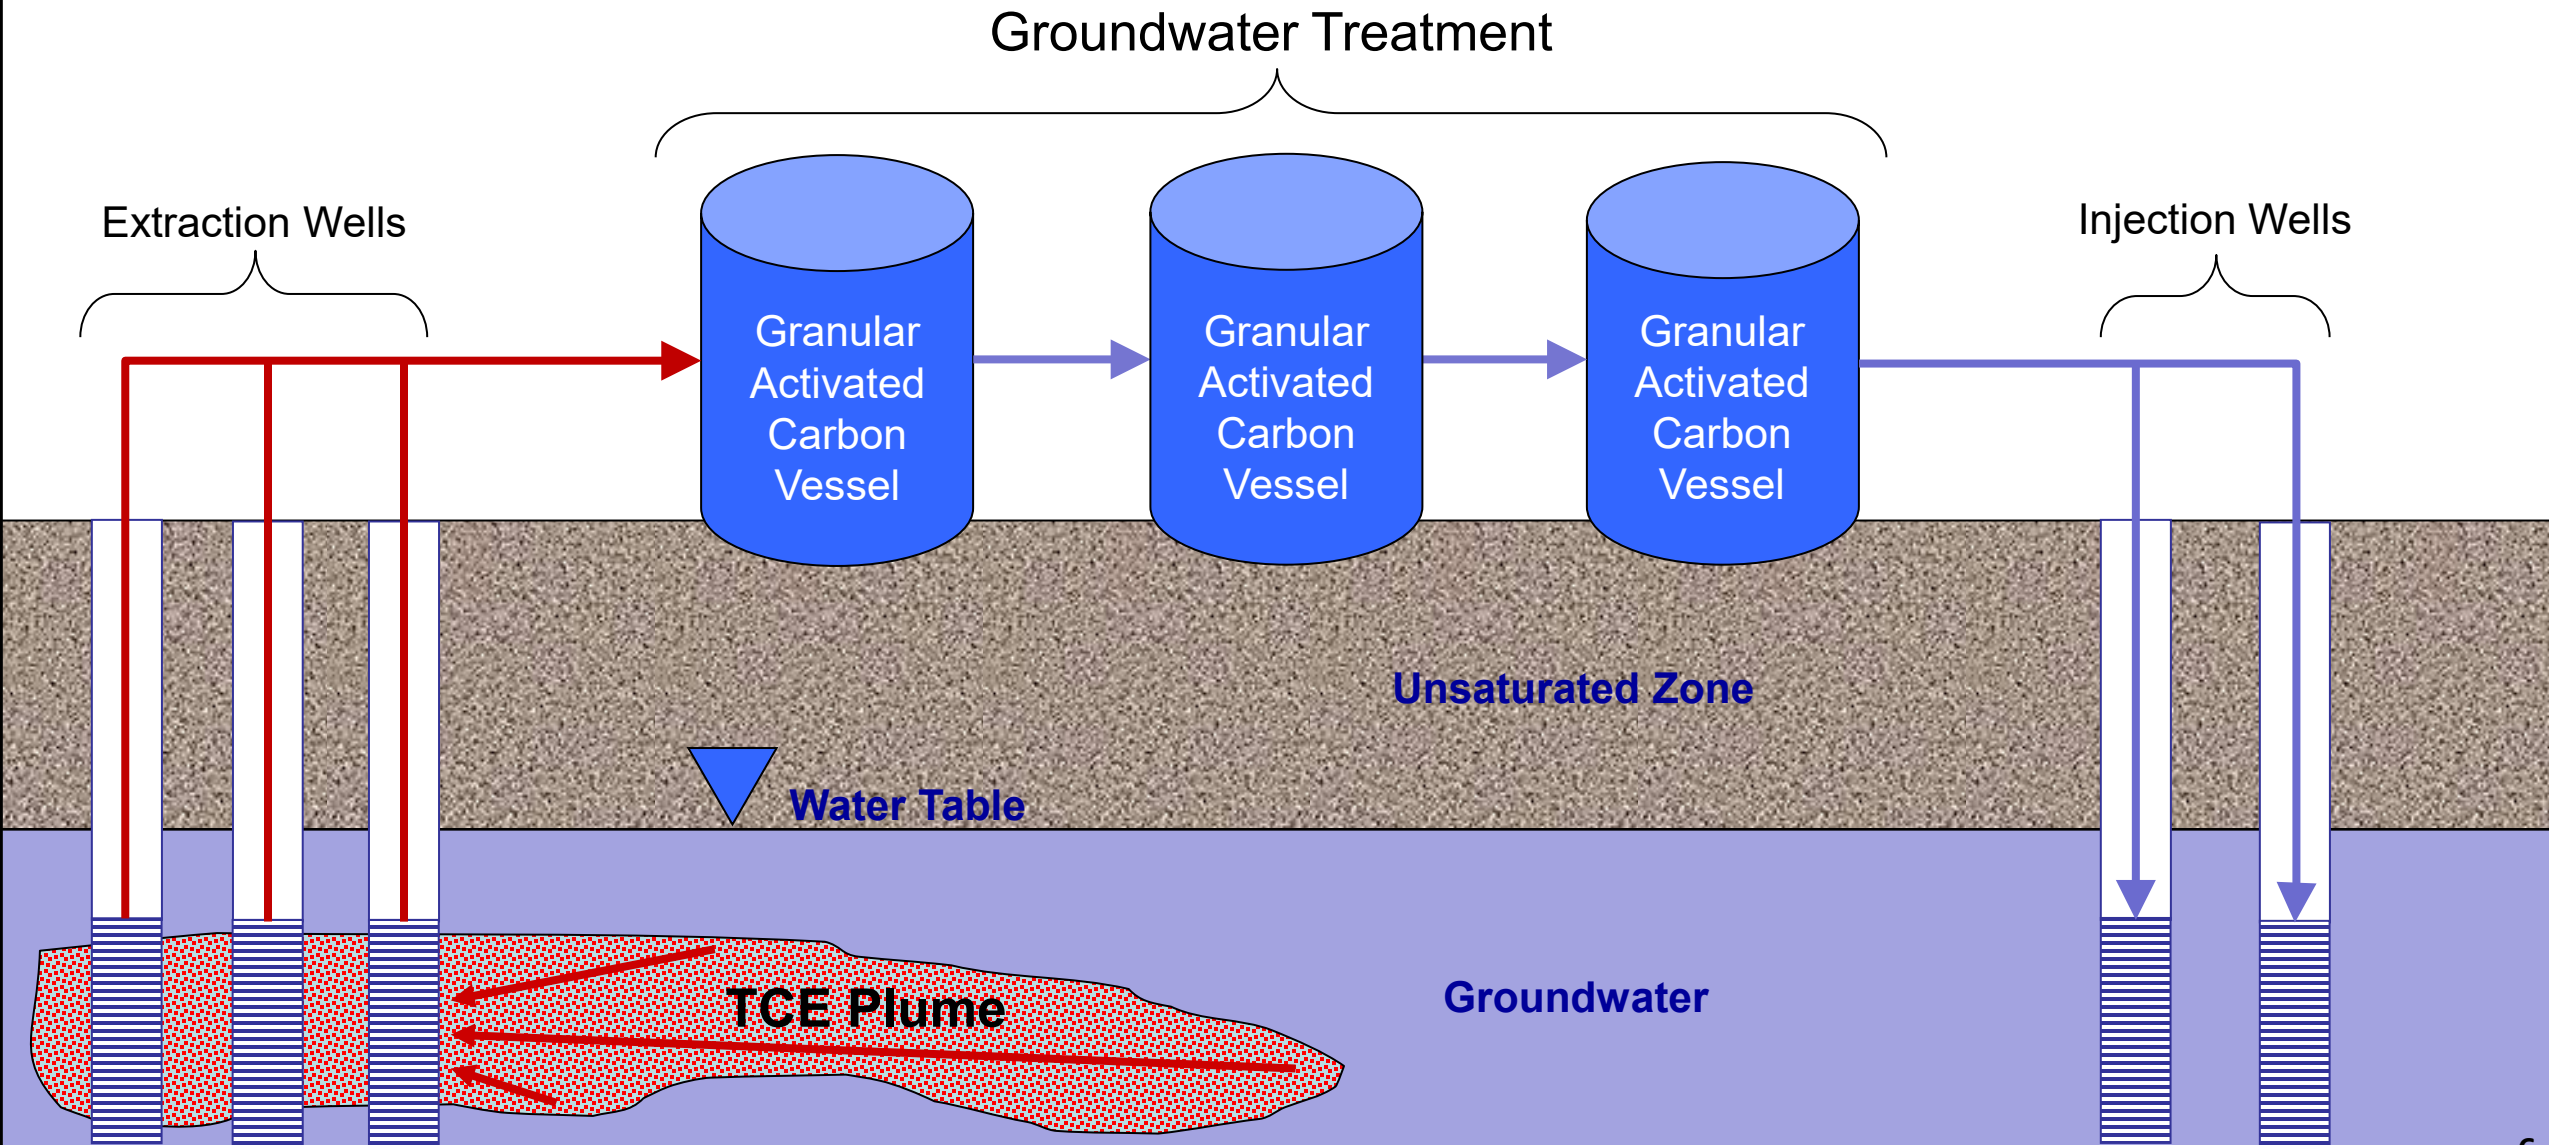 Groundwater Treatment
Extraction Wells
Injection Wells
Granular
Activated
Carbon
Vessel
Granular
Activated
Carbon
Vessel
Granular
Activated
Carbon
Vessel
Unsaturated Zone
Water Table
TCE Plume
Groundwater